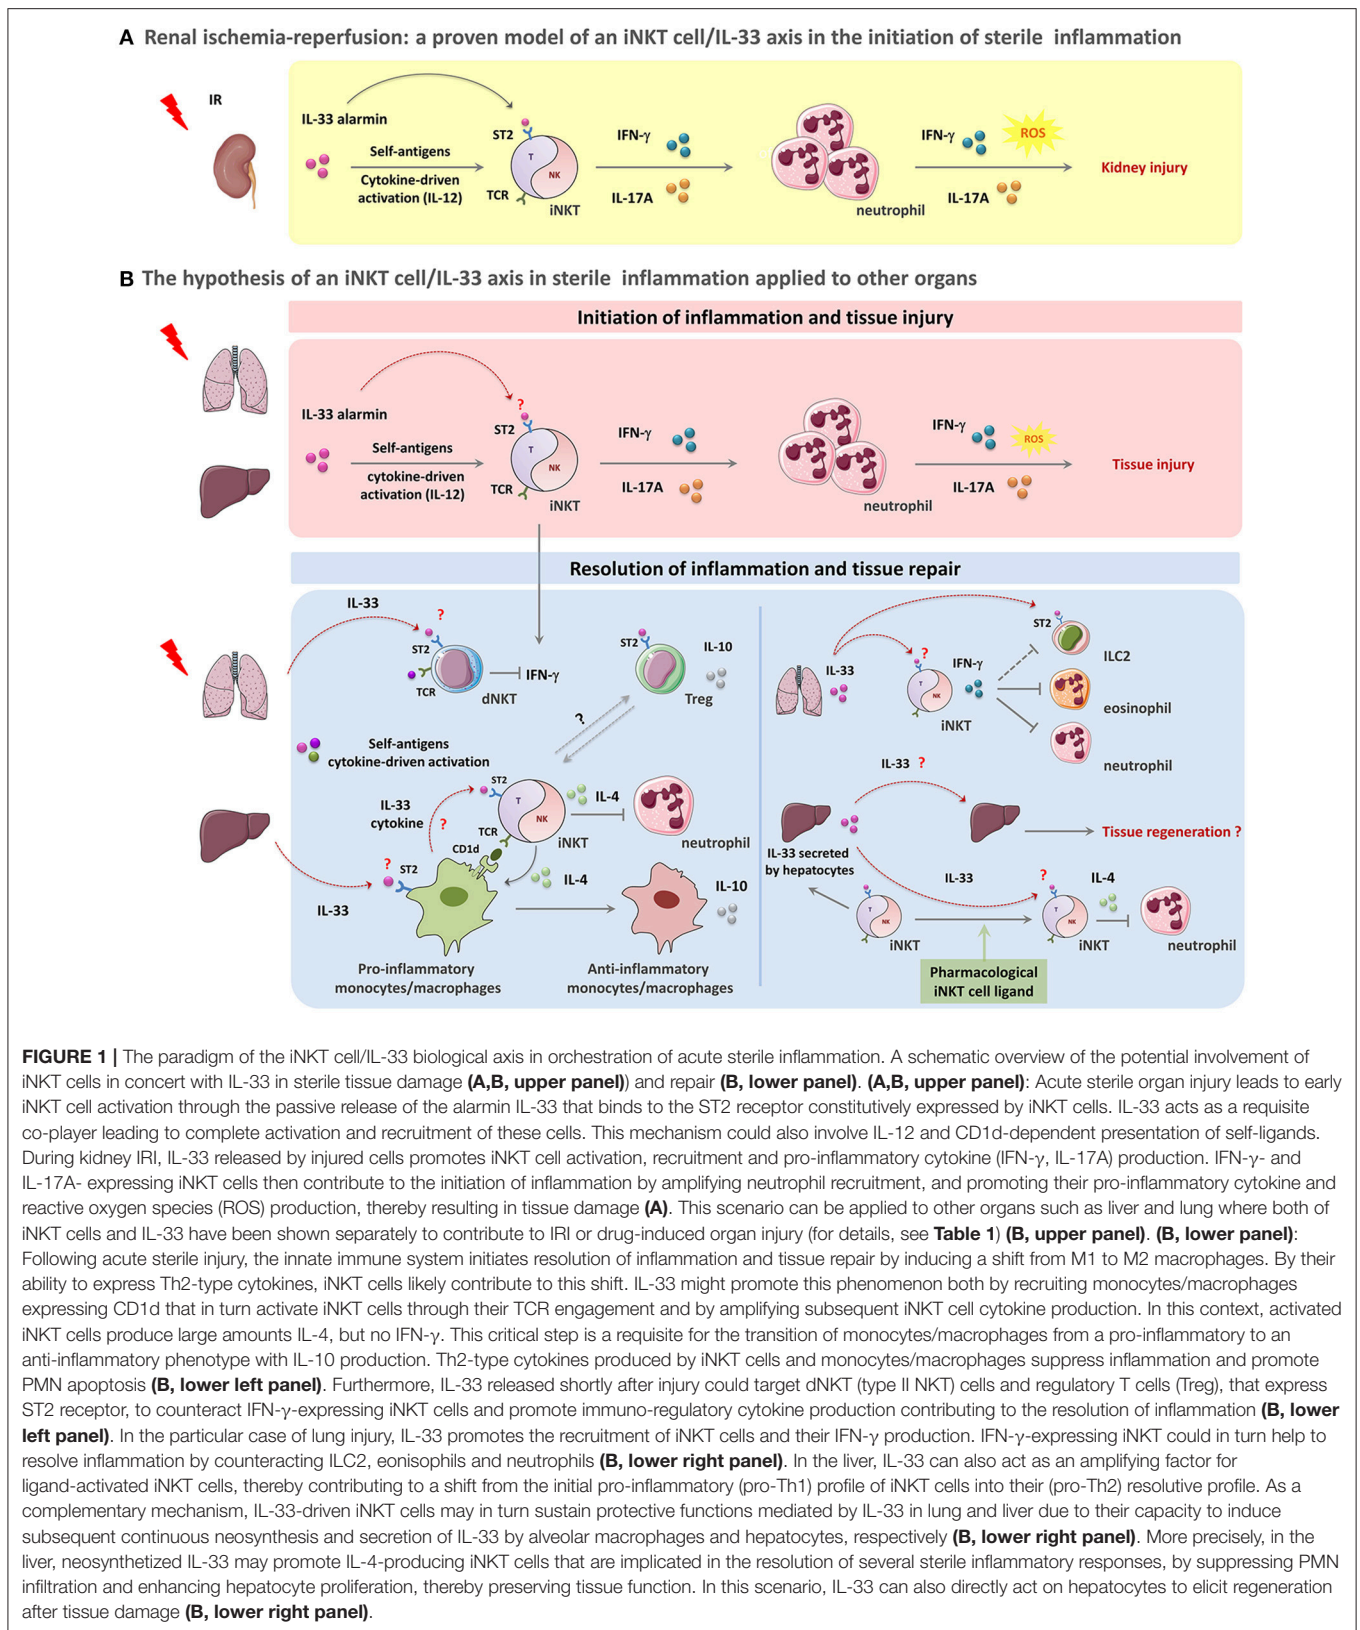 A Renal ischemia-reperfusion: a proven model of an iNKT cell/IL-33 axis in the initiation of sterile inflammation
IR
IL-33 alarmin
Self-antigens
Cytokine-driven
activation (IL-12)
ST2
T
NK
TCR
iNKT
IFN-γ
IL-17A
neutrophil
IFN-γ
ROS
IL-17A
Kidney injury
B The hypothesis of an iNKT cell/IL-33 axis in sterile inflammation applied to other organs
Initiation of inflammation and tissue injury
IL-33 alarmin
Self-antigens
cytokine-driven
activation (IL-12)
?
ST2
T
NK
TCR
iNKT
IFN-γ
IL-17A
neutrophil
IFN-γ
ROS
IL-17A
Tissue injury
Resolution of inflammation and tissue repair
IL-33
?
ST2
TCR
dNKT
IFN-γ
ST2
IL-10
Treg
?
Self-antigens
cytokine-driven activation
IL-33
cytokine
?
ST2
T
NK
TCR
CD1d
iNKT
IL-4
neutrophil
?
ST2
IL-33
IL-4
IL-10
Pro-inflammatory
monocytes/macrophages
Anti-inflammatory
monocytes/macrophages
IL-33
?
T
NK
iNKT
IFN-γ
ST2
ILC2
eosinophil
neutrophil
IL-33 ?
IL-33 secreted
by hepatocytes
Tissue regeneration ?
IL-33
?
T
NK
iNKT
T
NK
iNKT
IL-4
neutrophil
Pharmacological
iNKT cell ligand
FIGURE 1 | The paradigm of the iNKT cell/IL-33 biological axis in orchestration of acute sterile inflammation. A schematic overview of the potential involvement of
iNKT cells in concert with IL-33 in sterile tissue damage (A,B, upper panel)) and repair (B, lower panel). (A,B, upper panel): Acute sterile organ injury leads to early
iNKT cell activation through the passive release of the alarmin IL-33 that binds to the ST2 receptor constitutively expressed by iNKT cells. IL-33 acts as a requisite
co-player leading to complete activation and recruitment of these cells. This mechanism could also involve IL-12 and CD1d-dependent presentation of self-ligands.
During kidney IRI, IL-33 released by injured cells promotes iNKT cell activation, recruitment and pro-inflammatory cytokine (IFN-γ, IL-17A) production. IFN-γ- and
IL-17A- expressing iNKT cells then contribute to the initiation of inflammation by amplifying neutrophil recruitment, and promoting their pro-inflammatory cytokine and
reactive oxygen species (ROS) production, thereby resulting in tissue damage (A). This scenario can be applied to other organs such as liver and lung where both of
iNKT cells and IL-33 have been shown separately to contribute to IRI or drug-induced organ injury (for details, see Table 1) (B, upper panel). (B, lower panel):
Following acute sterile injury, the innate immune system initiates resolution of inflammation and tissue repair by inducing a shift from M1 to M2 macrophages. By their
ability to express Th2-type cytokines, iNKT cells likely contribute to this shift. IL-33 might promote this phenomenon both by recruiting monocytes/macrophages
expressing CD1d that in turn activate iNKT cells through their TCR engagement and by amplifying subsequent iNKT cell cytokine production. In this context, activated
iNKT cells produce large amounts IL-4, but no IFN-γ. This critical step is a requisite for the transition of monocytes/macrophages from a pro-inflammatory to an
anti-inflammatory phenotype with IL-10 production. Th2-type cytokines produced by iNKT cells and monocytes/macrophages suppress inflammation and promote
PMN apoptosis (B, lower left panel). Furthermore, IL-33 released shortly after injury could target dNKT (type II NKT) cells and regulatory T cells (Treg), that express
ST2 receptor, to counteract IFN-γ-expressing iNKT cells and promote immuno-regulatory cytokine production contributing to the resolution of inflammation (B, lower
left panel). In the particular case of lung injury, IL-33 promotes the recruitment of iNKT cells and their IFN-γ production. IFN-γ-expressing iNKT could in turn help to
resolve inflammation by counteracting ILC2, eonisophils and neutrophils (B, lower right panel). In the liver, IL-33 can also act as an amplifying factor for
ligand-activated iNKT cells, thereby contributing to a shift from the initial pro-inflammatory (pro-Th1) profile of iNKT cells into their (pro-Th2) resolutive profile. As a
complementary mechanism, IL-33-driven iNKT cells may in turn sustain protective functions mediated by IL-33 in lung and liver due to their capacity to induce
subsequent continuous neosynthesis and secretion of IL-33 by alveolar macrophages and hepatocytes, respectively (B, lower right panel). More precisely, in the
liver, neosynthetized IL-33 may promote IL-4-producing iNKT cells that are implicated in the resolution of several sterile inflammatory responses, by suppressing PMN
infiltration and enhancing hepatocyte proliferation, thereby preserving tissue function. In this scenario, IL-33 can also directly act on hepatocytes to elicit regeneration
after tissue damage (B, lower right panel).